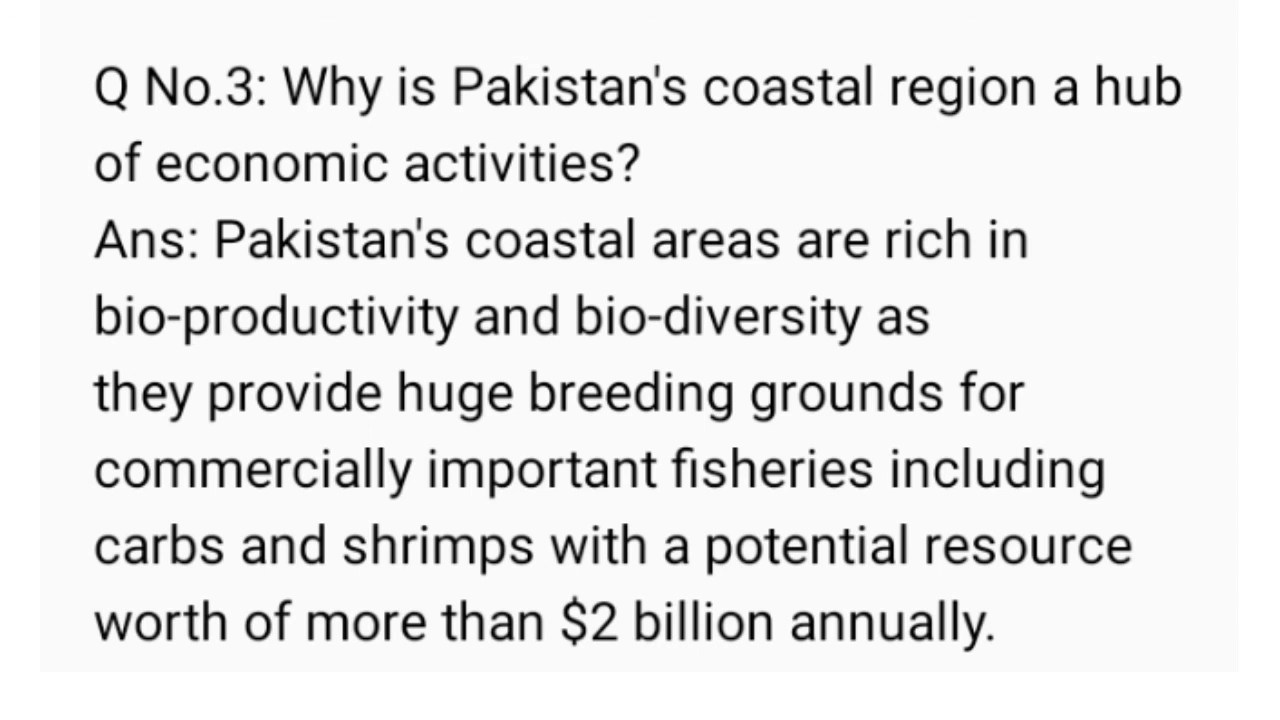 Q No.3: Why is Pakistan's coastal region a hub
of economic activities?
Ans: Pakistan's coastal areas are rich in
bio-productivity and bio-diversity as
they provide huge breeding grounds for
commercially important fisheries including
carbs and shrimps with a potential resource
worth of more than $2 billion annually.